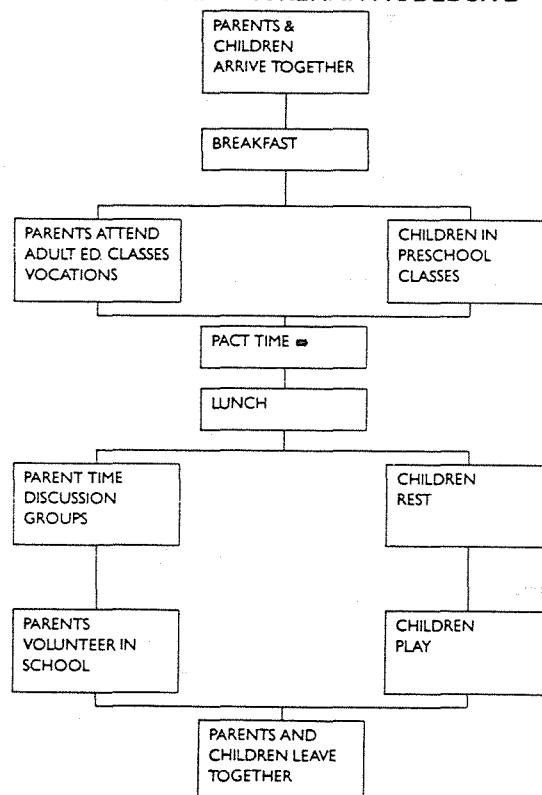 PARENTS &
CHILDREN
ARRIVE TOGETHER
BREAKFAST
PARENTS ATTEND
ADULT ED. CLASSES
VOCATIONS
CHILDREN IN
PRESCHOOL
CLASSES
PACT TIME
LUNCH
PARENT TIME
DISCUSSION
GROUPS
CHILDREN
REST
PARENTS
VOLUNTEER IN
SCHOOL
CHILDREN
PLAY
PARENTS AND
CHILDREN LEAVE
TOGETHER